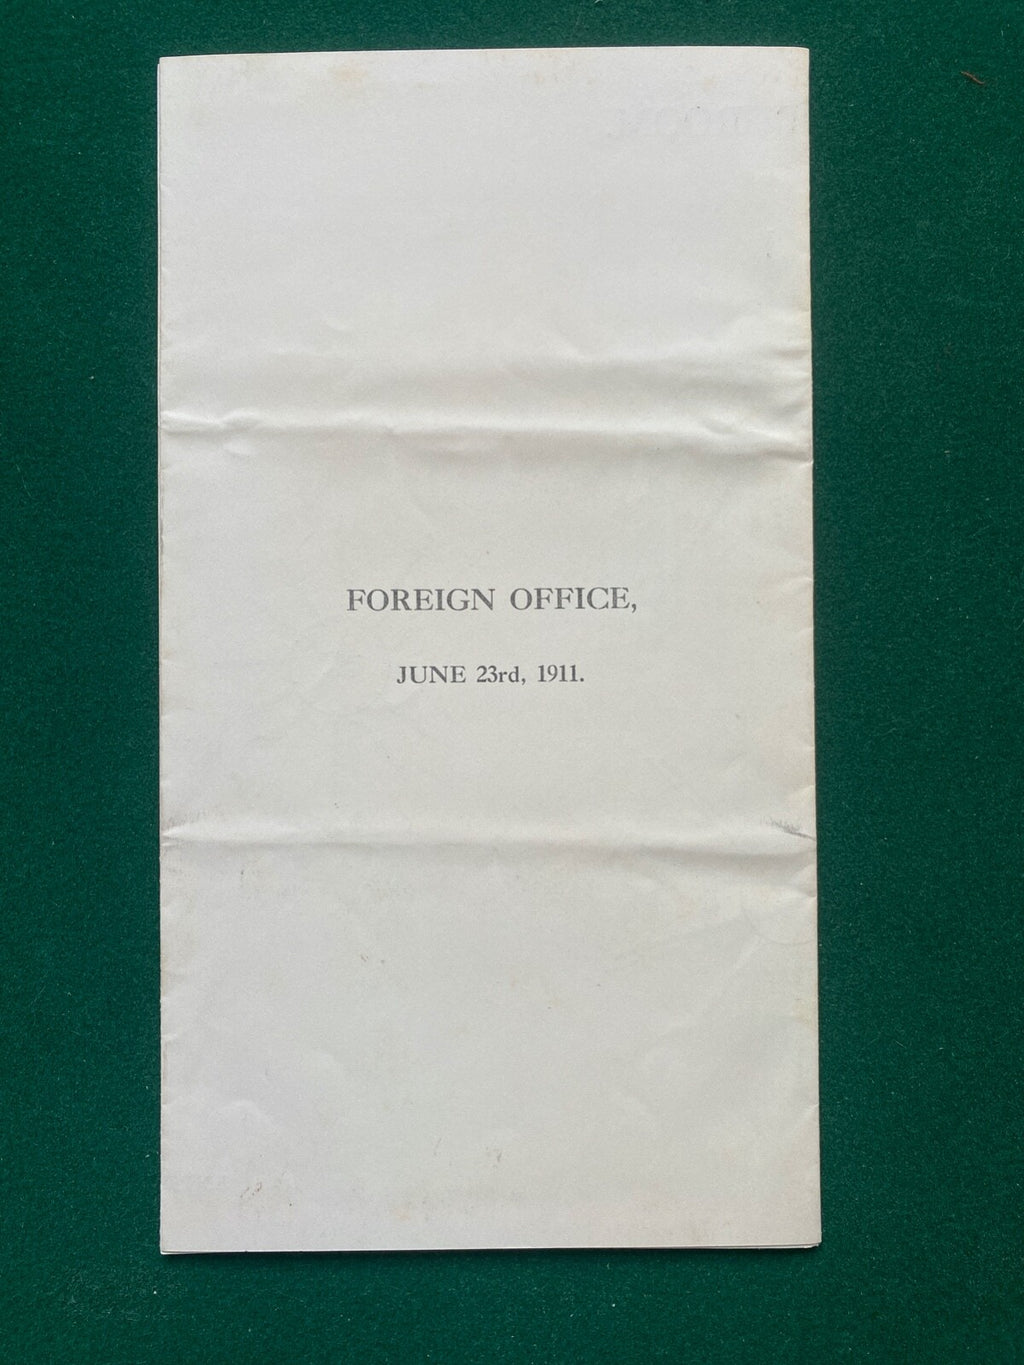 FOREIGN OFFICE,
JUNE 23rd, 1911.